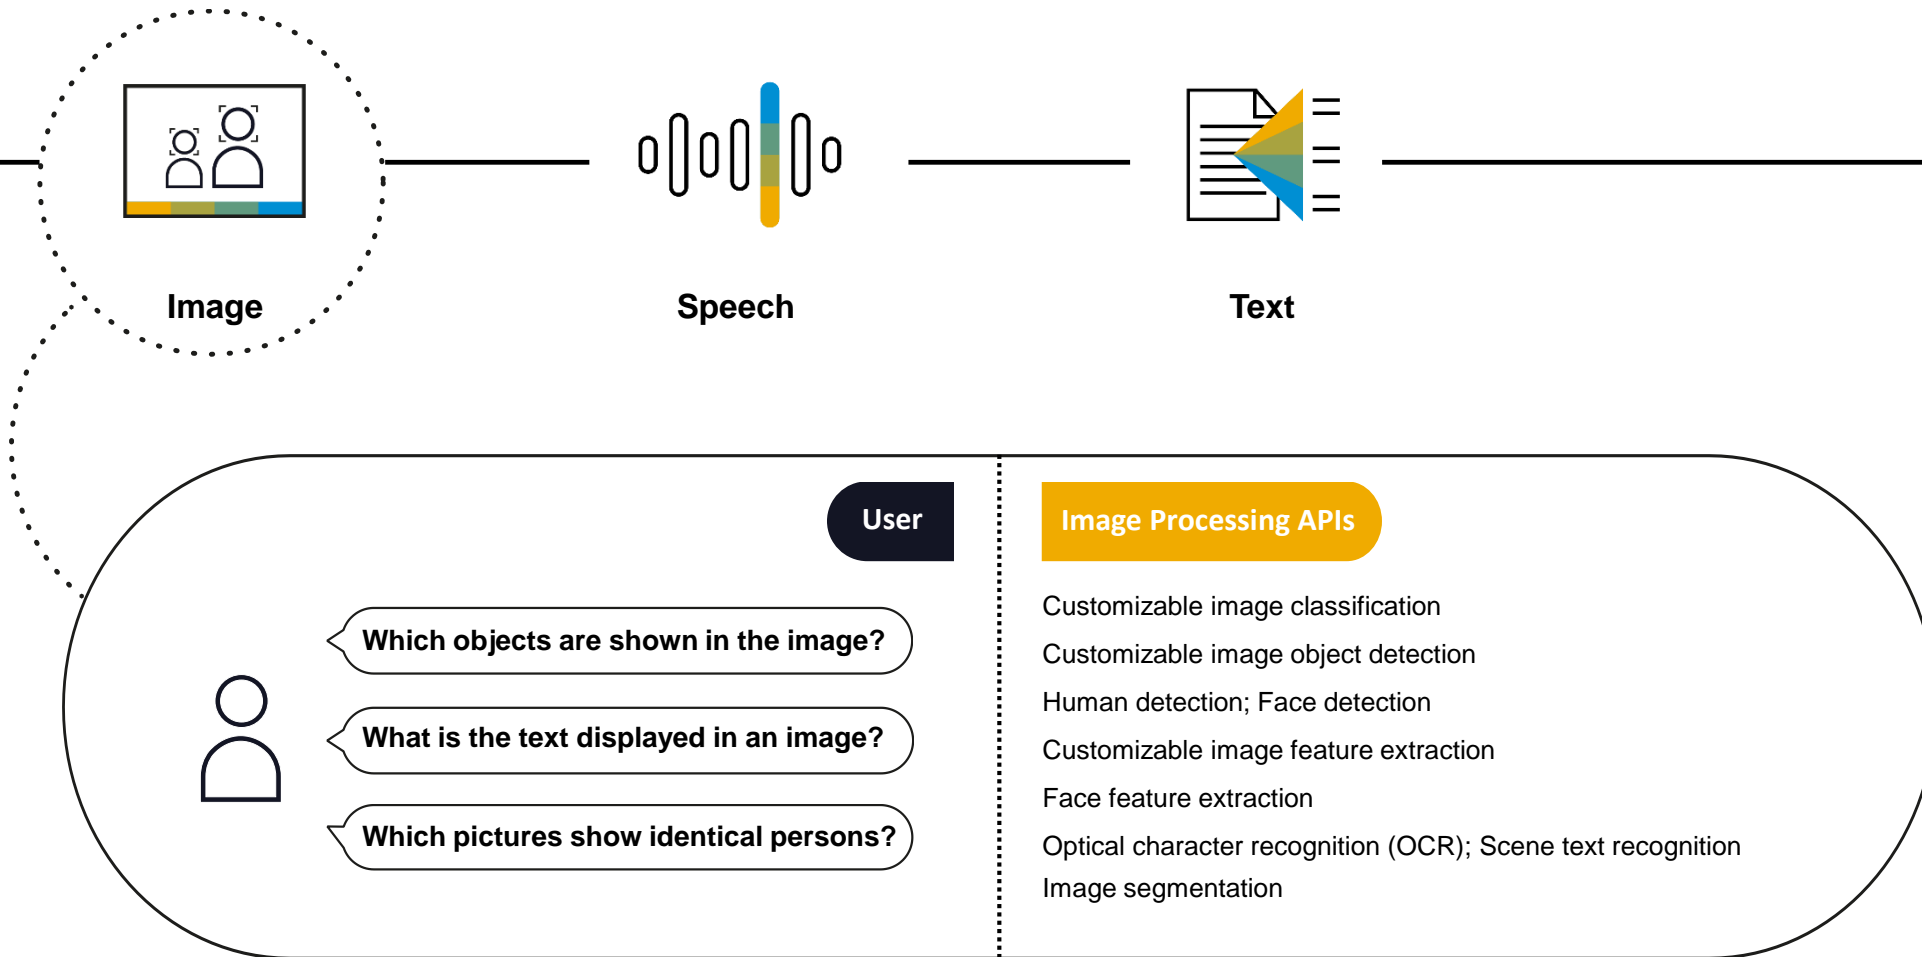 Image
Speech
Text
User
Which objects are shown in the image?
What is the text displayed in an image?
Which pictures show identical persons?
Image Processing APIs
Customizable image classification
Customizable image object detection
Human detection; Face detection
Customizable image feature extraction
Face feature extraction
Optical character recognition (OCR); Scene text recognition
Image segmentation